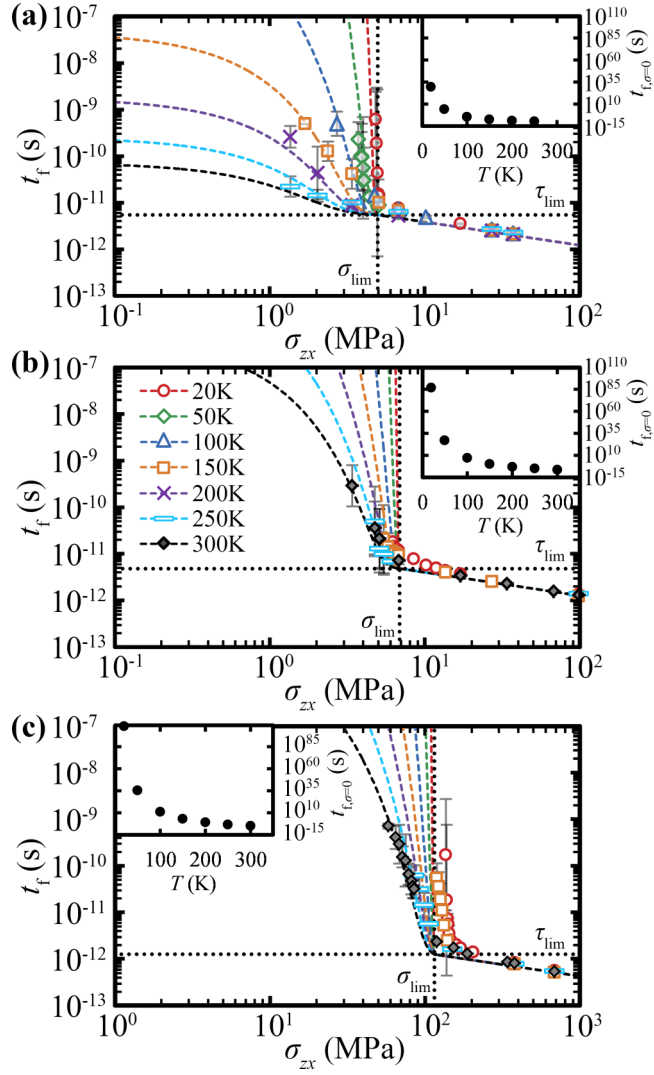 (a)
10^-7
10^-8
10^-9
10^-10
10^-11
10^-12
10^-13
t_f (s)
10^-1
10^0
10^1
10^2
σ_zx (MPa)
σ_lim
τ_lim
10^110
10^85
10^60
10^35
10^10
10^-15
t_f,σ=0 (s)
0
100
200
300
T (K)
(b)
10^-7
10^-8
10^-9
10^-10
10^-11
10^-12
10^-13
t_f (s)
20K
50K
100K
150K
200K
250K
300K
10^-1
10^0
10^1
10^2
σ_zx (MPa)
σ_lim
τ_lim
10^110
10^85
10^60
10^35
10^10
10^-15
t_f,σ=0 (s)
0
100
200
300
T (K)
(c)
10^-7
10^-8
10^-9
10^-10
10^-11
10^-12
10^-13
t_f (s)
10^85
10^60
10^35
10^10
10^-15
t_f,σ=0 (s)
100
200
300
T (K)
τ_lim
σ_lim
10^0
10^1
10^2
10^3
σ_zx (MPa)